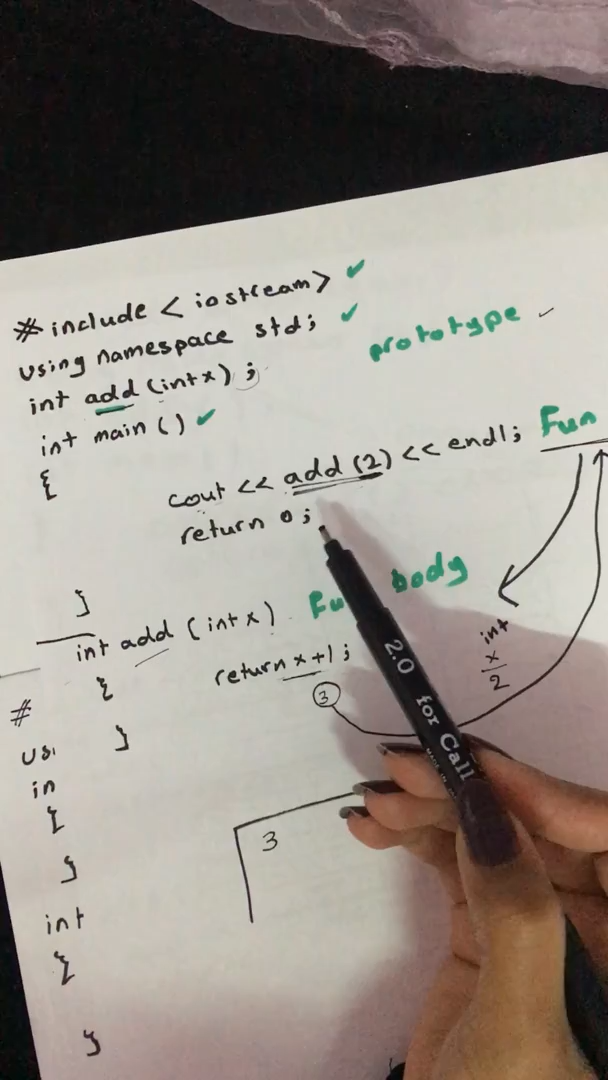 #include <iostream> ✓
using namespace std; ✓
prototype ✓
int add (int x) ;
int main () ✓
{
cout << add (2) << endl; Fun
return 0;
}
int add (int x) body
{
return x+1;
}
3
int
x
2
3
#
in
{
}
int
{
}
2.0 for Call